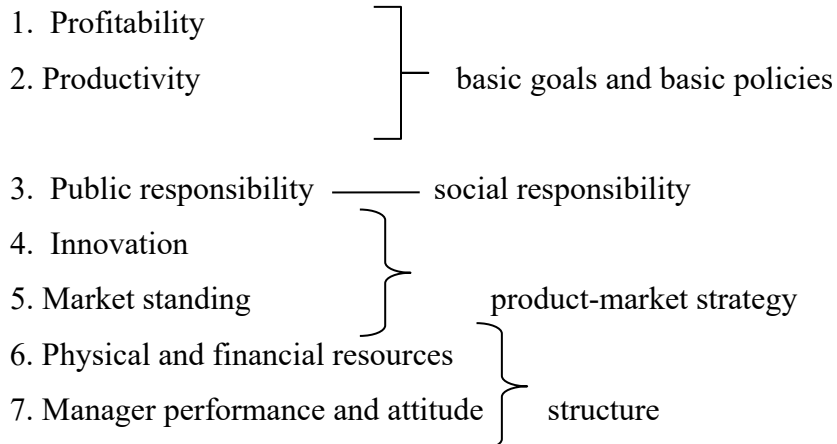 1. Profitability
2. Productivity basic goals and basic policies
3. Public responsibility social responsibility
4. Innovation
5. Market standing product-market strategy
6. Physical and financial resources
7. Manager performance and attitude structure